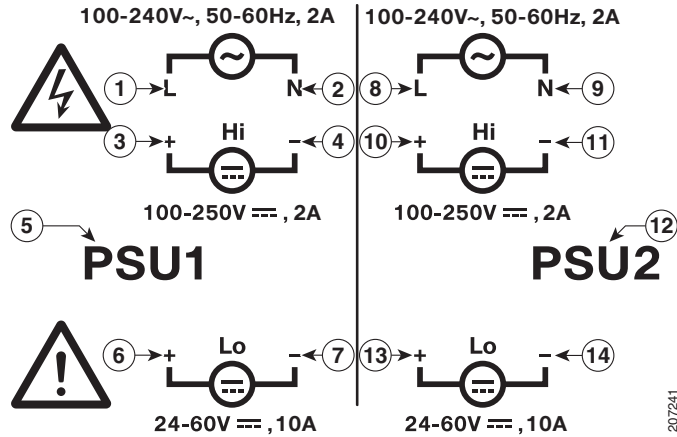 100-240V~, 50-60Hz, 2A
1 L N 2
3 + Hi - 4
100-250V ⎓ , 2A
5
PSU1
6 + Lo - 7
24-60V ⎓ , 10A
100-240V~, 50-60Hz, 2A
8 L N 9
10 + Hi - 11
100-250V ⎓ , 2A
12
PSU2
13 + Lo - 14
24-60V ⎓ , 10A
207241